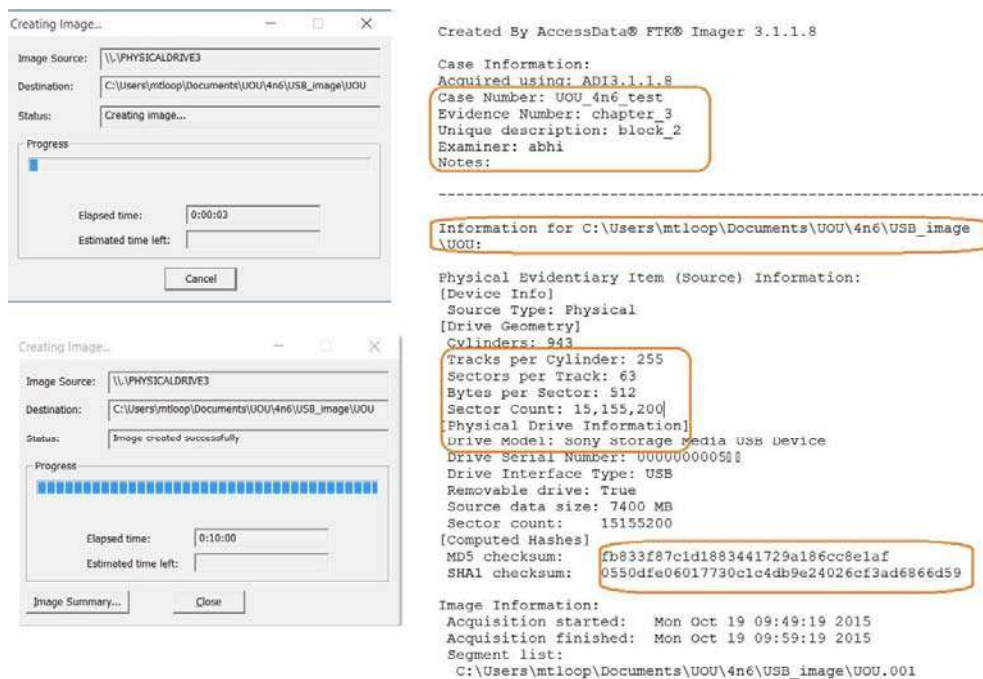 Creating Image...
Image Source: \\.\PHYSICALDRIVE3
Destination: C:\Users\mtloop\Documents\UOU\4n6\USB_image\UOU
Status: Creating image...
Progress
Elapsed time: 0:00:03
Estimated time left:
Cancel
Creating Image...
Image Source: \\.\PHYSICALDRIVE3
Destination: C:\Users\mtloop\Documents\UOU\4n6\USB_image\UOU
Status: Image created successfully
Progress
Elapsed time: 0:10:00
Estimated time left:
Image Summary... Close
Created By AccessData® FTK® Imager 3.1.1.8
Case Information:
Acquired using: ADI3.1.1.8
Case Number: UOU_4n6_test
Evidence Number: chapter_3
Unique description: block_2
Examiner: abhi
Notes:
--------------------------------------------------------------
Information for C:\Users\mtloop\Documents\UOU\4n6\USB_image
\UOU:
Physical Evidentiary Item (Source) Information:
[Device Info]
Source Type: Physical
[Drive Geometry]
Cylinders: 943
Tracks per Cylinder: 255
Sectors per Track: 63
Bytes per Sector: 512
Sector Count: 15,155,200
[Physical Drive Information]
Drive Model: Sony Storage Media USB Device
Drive Serial Number: 0000000005
Drive Interface Type: USB
Removable drive: True
Source data size: 7400 MB
Sector count: 15155200
[Computed Hashes]
MD5 checksum: fb833f87c1d1883441729a186cc8e1af
SHA1 checksum: 0550dfe06017730c1c4db9e24026cf3ad6866d59
Image Information:
Acquisition started: Mon Oct 19 09:49:19 2015
Acquisition finished: Mon Oct 19 09:59:19 2015
Segment list:
C:\Users\mtloop\Documents\UOU\4n6\USB_image\UOU.001